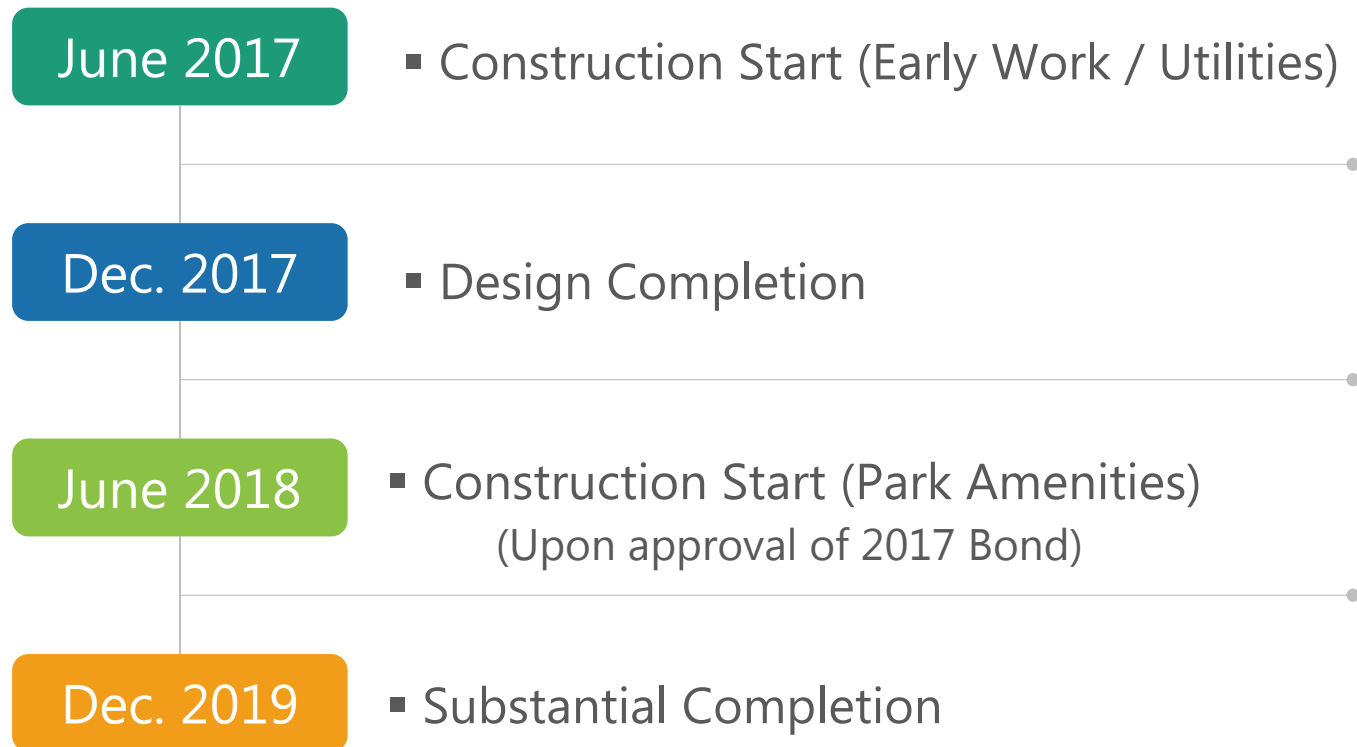 June 2017
▪ Construction Start (Early Work / Utilities)
Dec. 2017
▪ Design Completion
June 2018
▪ Construction Start (Park Amenities)
(Upon approval of 2017 Bond)
Dec. 2019
▪ Substantial Completion